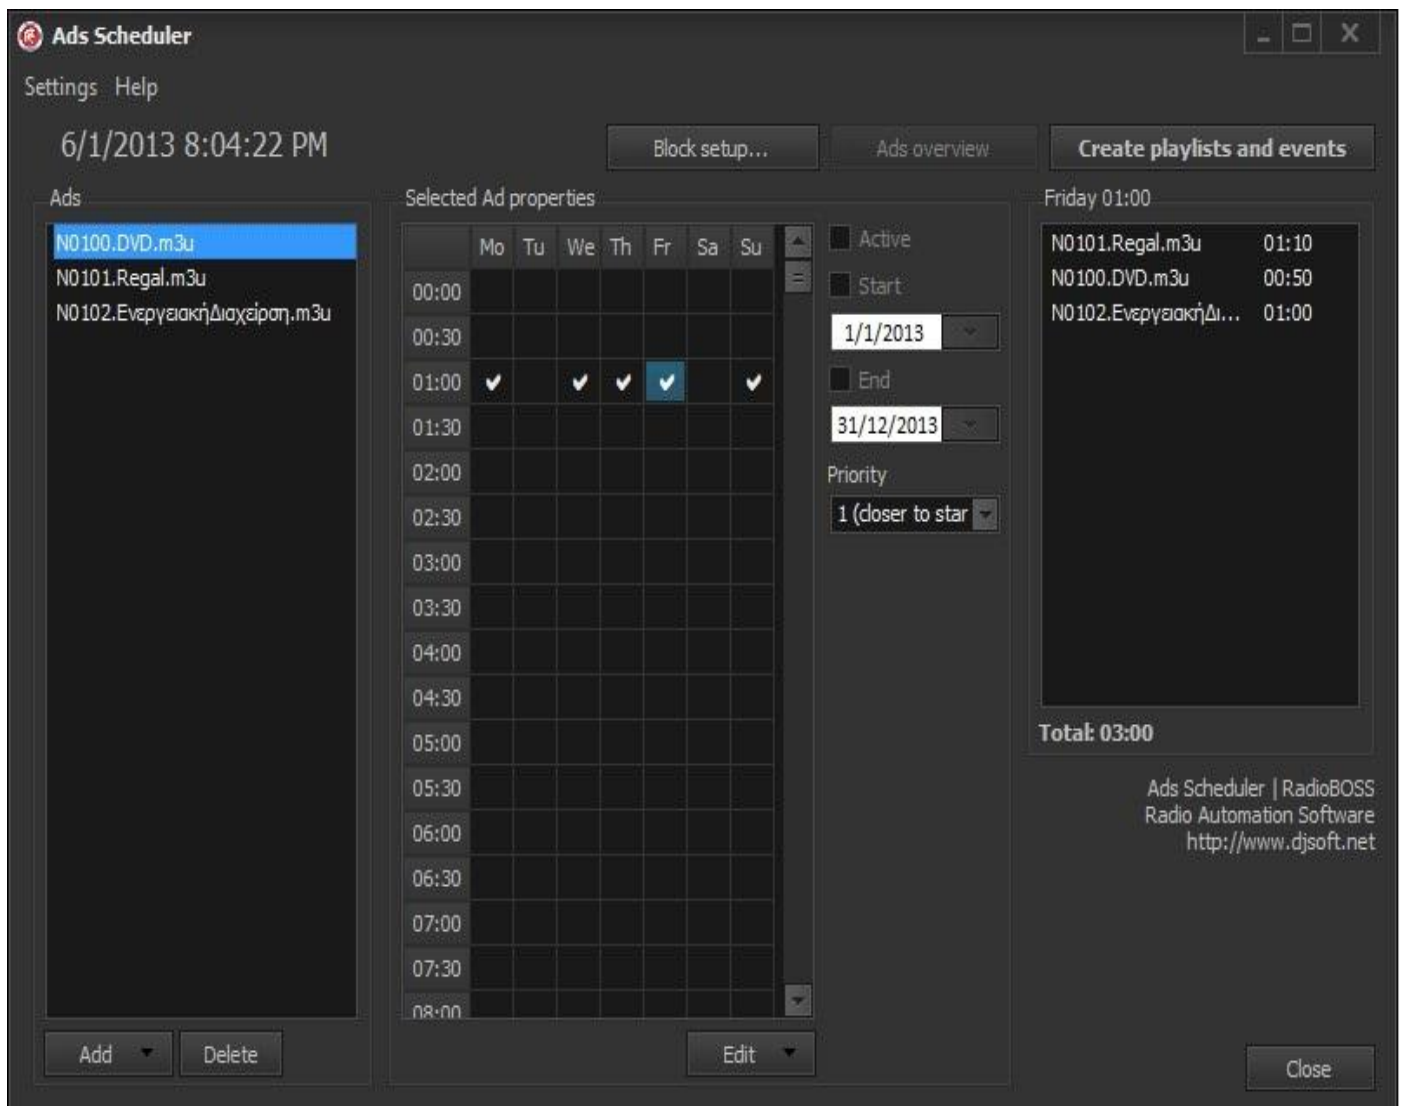 Ads Scheduler
Settings Help
6/1/2013 8:04:22 PM
Block setup...
Ads overview
Create playlists and events
Ads
N0100.DVD.m3u
N0101.Regal.m3u
N0102.ΕνεργειακήΔιαχείρση.m3u
Add
Delete
Selected Ad properties
Mo Tu We Th Fr Sa Su
00:00
00:30
01:00
01:30
02:00
02:30
03:00
03:30
04:00
04:30
05:00
05:30
06:00
06:30
07:00
07:30
08:00
Edit
Active
Start
1/1/2013
End
31/12/2013
Priority
1 (closer to star
Friday 01:00
N0101.Regal.m3u 01:10
N0100.DVD.m3u 00:50
N0102.ΕνεργειακήΔι... 01:00
Total: 03:00
Ads Scheduler | RadioBOSS
Radio Automation Software
http://www.djsoft.net
Close